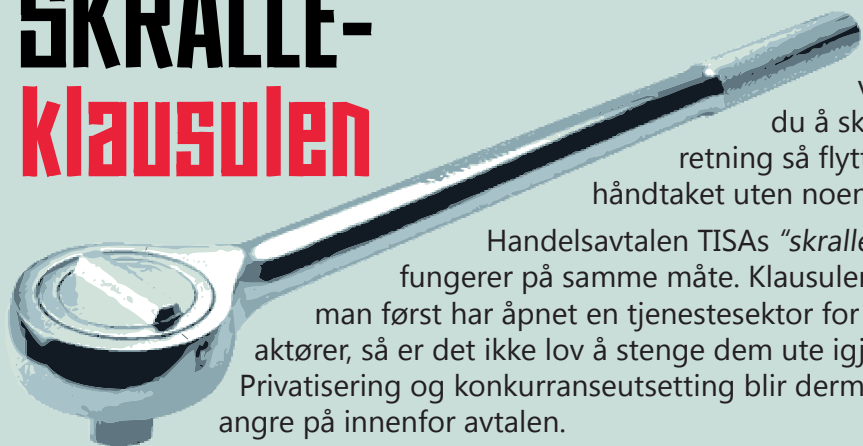 SKRALLE-
klausulen
du å sk
retning så flytt
håndtaket uten noen
Handelsavtalen TISAs "skralle
fungerer på samme måte. Klausulen
man først har åpnet en tjenestesektor for
aktører, så er det ikke lov å stenge dem ute igj
Privatisering og konkurranseutsetting blir derm
angre på innenfor avtalen.